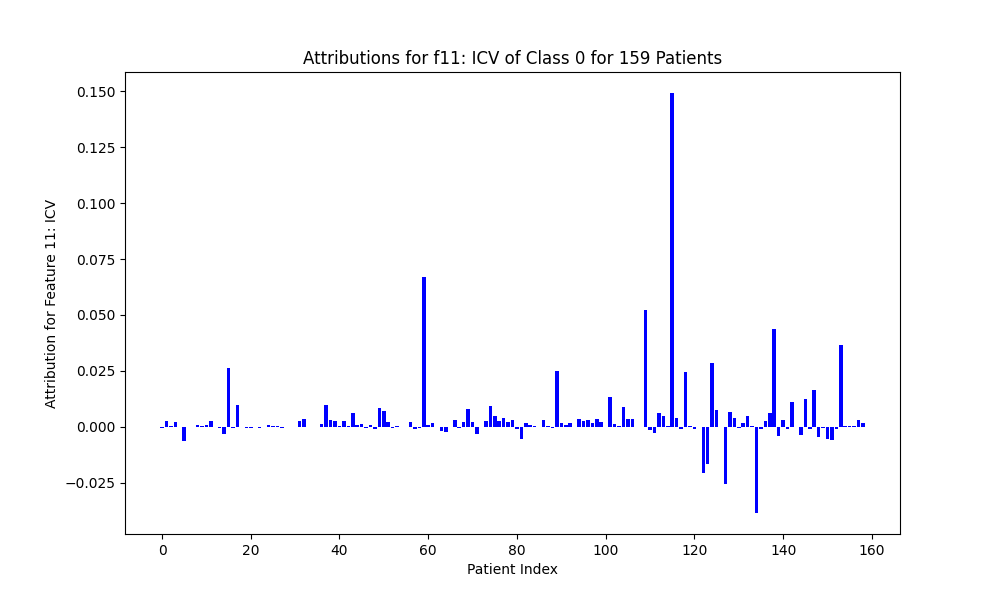 Attributions for f11: ICV of Class 0 for 159 Patients
0.150
0.125
0.100
0.075
0.050
0.025
0.000
−0.025
Attribution for Feature 11: ICV
0 20 40 60 80 100 120 140 160
Patient Index